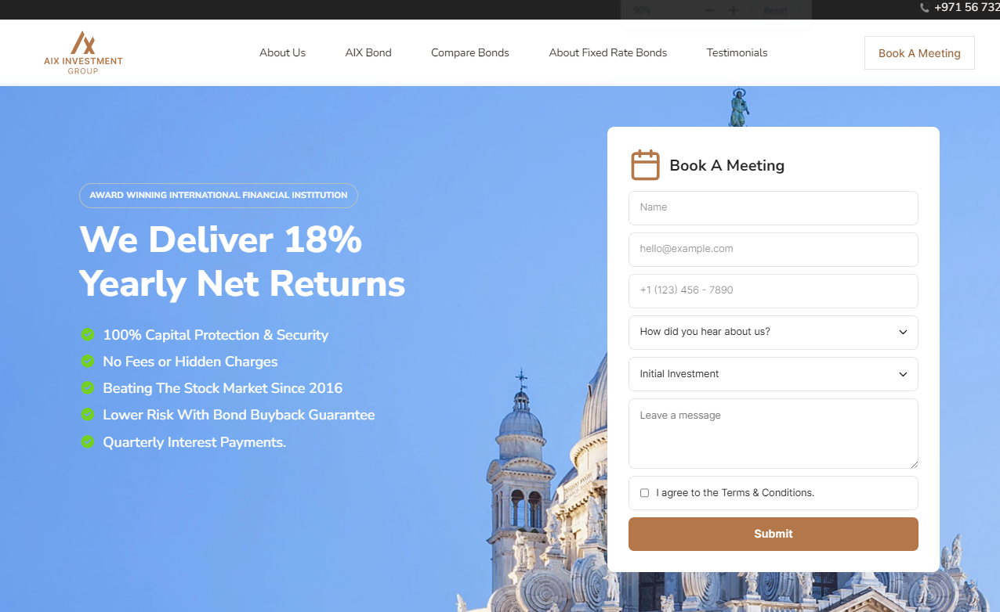 90%
Reset
+971 56 732
AIX INVESTMENT
GROUP
About Us
AIX Bond
Compare Bonds
About Fixed Rate Bonds
Testimonials
Book A Meeting
AWARD WINNING INTERNATIONAL FINANCIAL INSTITUTION
We Deliver 18%
Yearly Net Returns
100% Capital Protection & Security
No Fees or Hidden Charges
Beating The Stock Market Since 2016
Lower Risk With Bond Buyback Guarantee
Quarterly Interest Payments.
Book A Meeting
Name
hello@example.com
+1 (123) 456 - 7890
How did you hear about us?
Initial Investment
Leave a message
I agree to the Terms & Conditions.
Submit